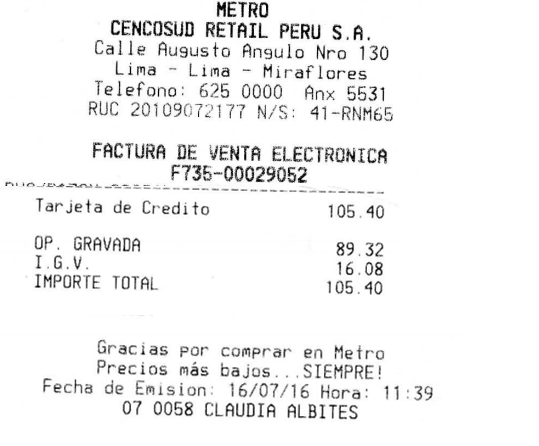 METRO
CENCOSUD RETAIL PERU S.A.
Calle Augusto Angulo Nro 130
Lima - Lima - Miraflores
Telefono: 625 0000 Anx 5531
RUC 20109072177 N/S: 41-RNM65
FACTURA DE VENTA ELECTRONICA
F735-00029052
Tarjeta de Credito 105.40
OP. GRAVADA 89.32
I.G.V. 16.08
IMPORTE TOTAL 105.40
Gracias por comprar en Metro
Precios más bajos...SIEMPRE!
Fecha de Emision: 16/07/16 Hora: 11:39
07 0058 CLAUDIA ALBITES